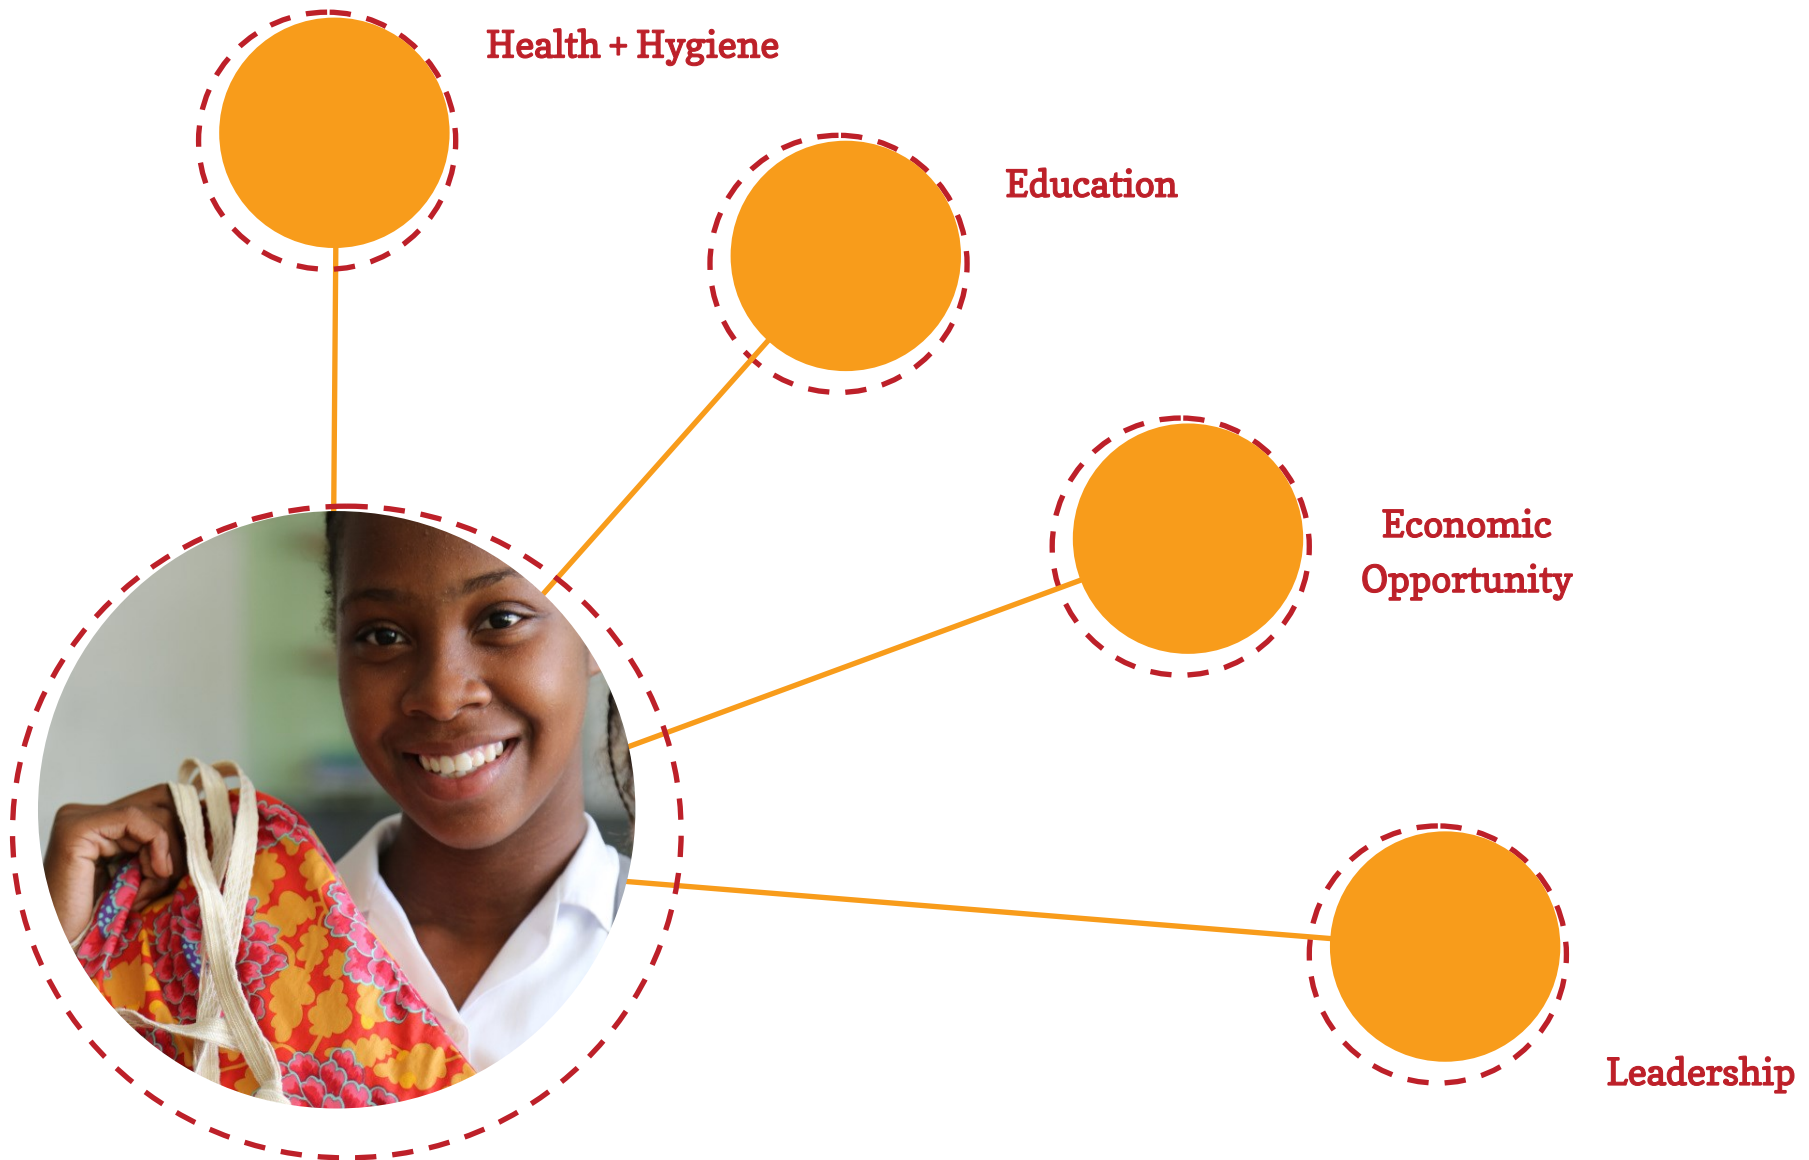 Health + Hygiene
Education
Economic
Opportunity
Leadership